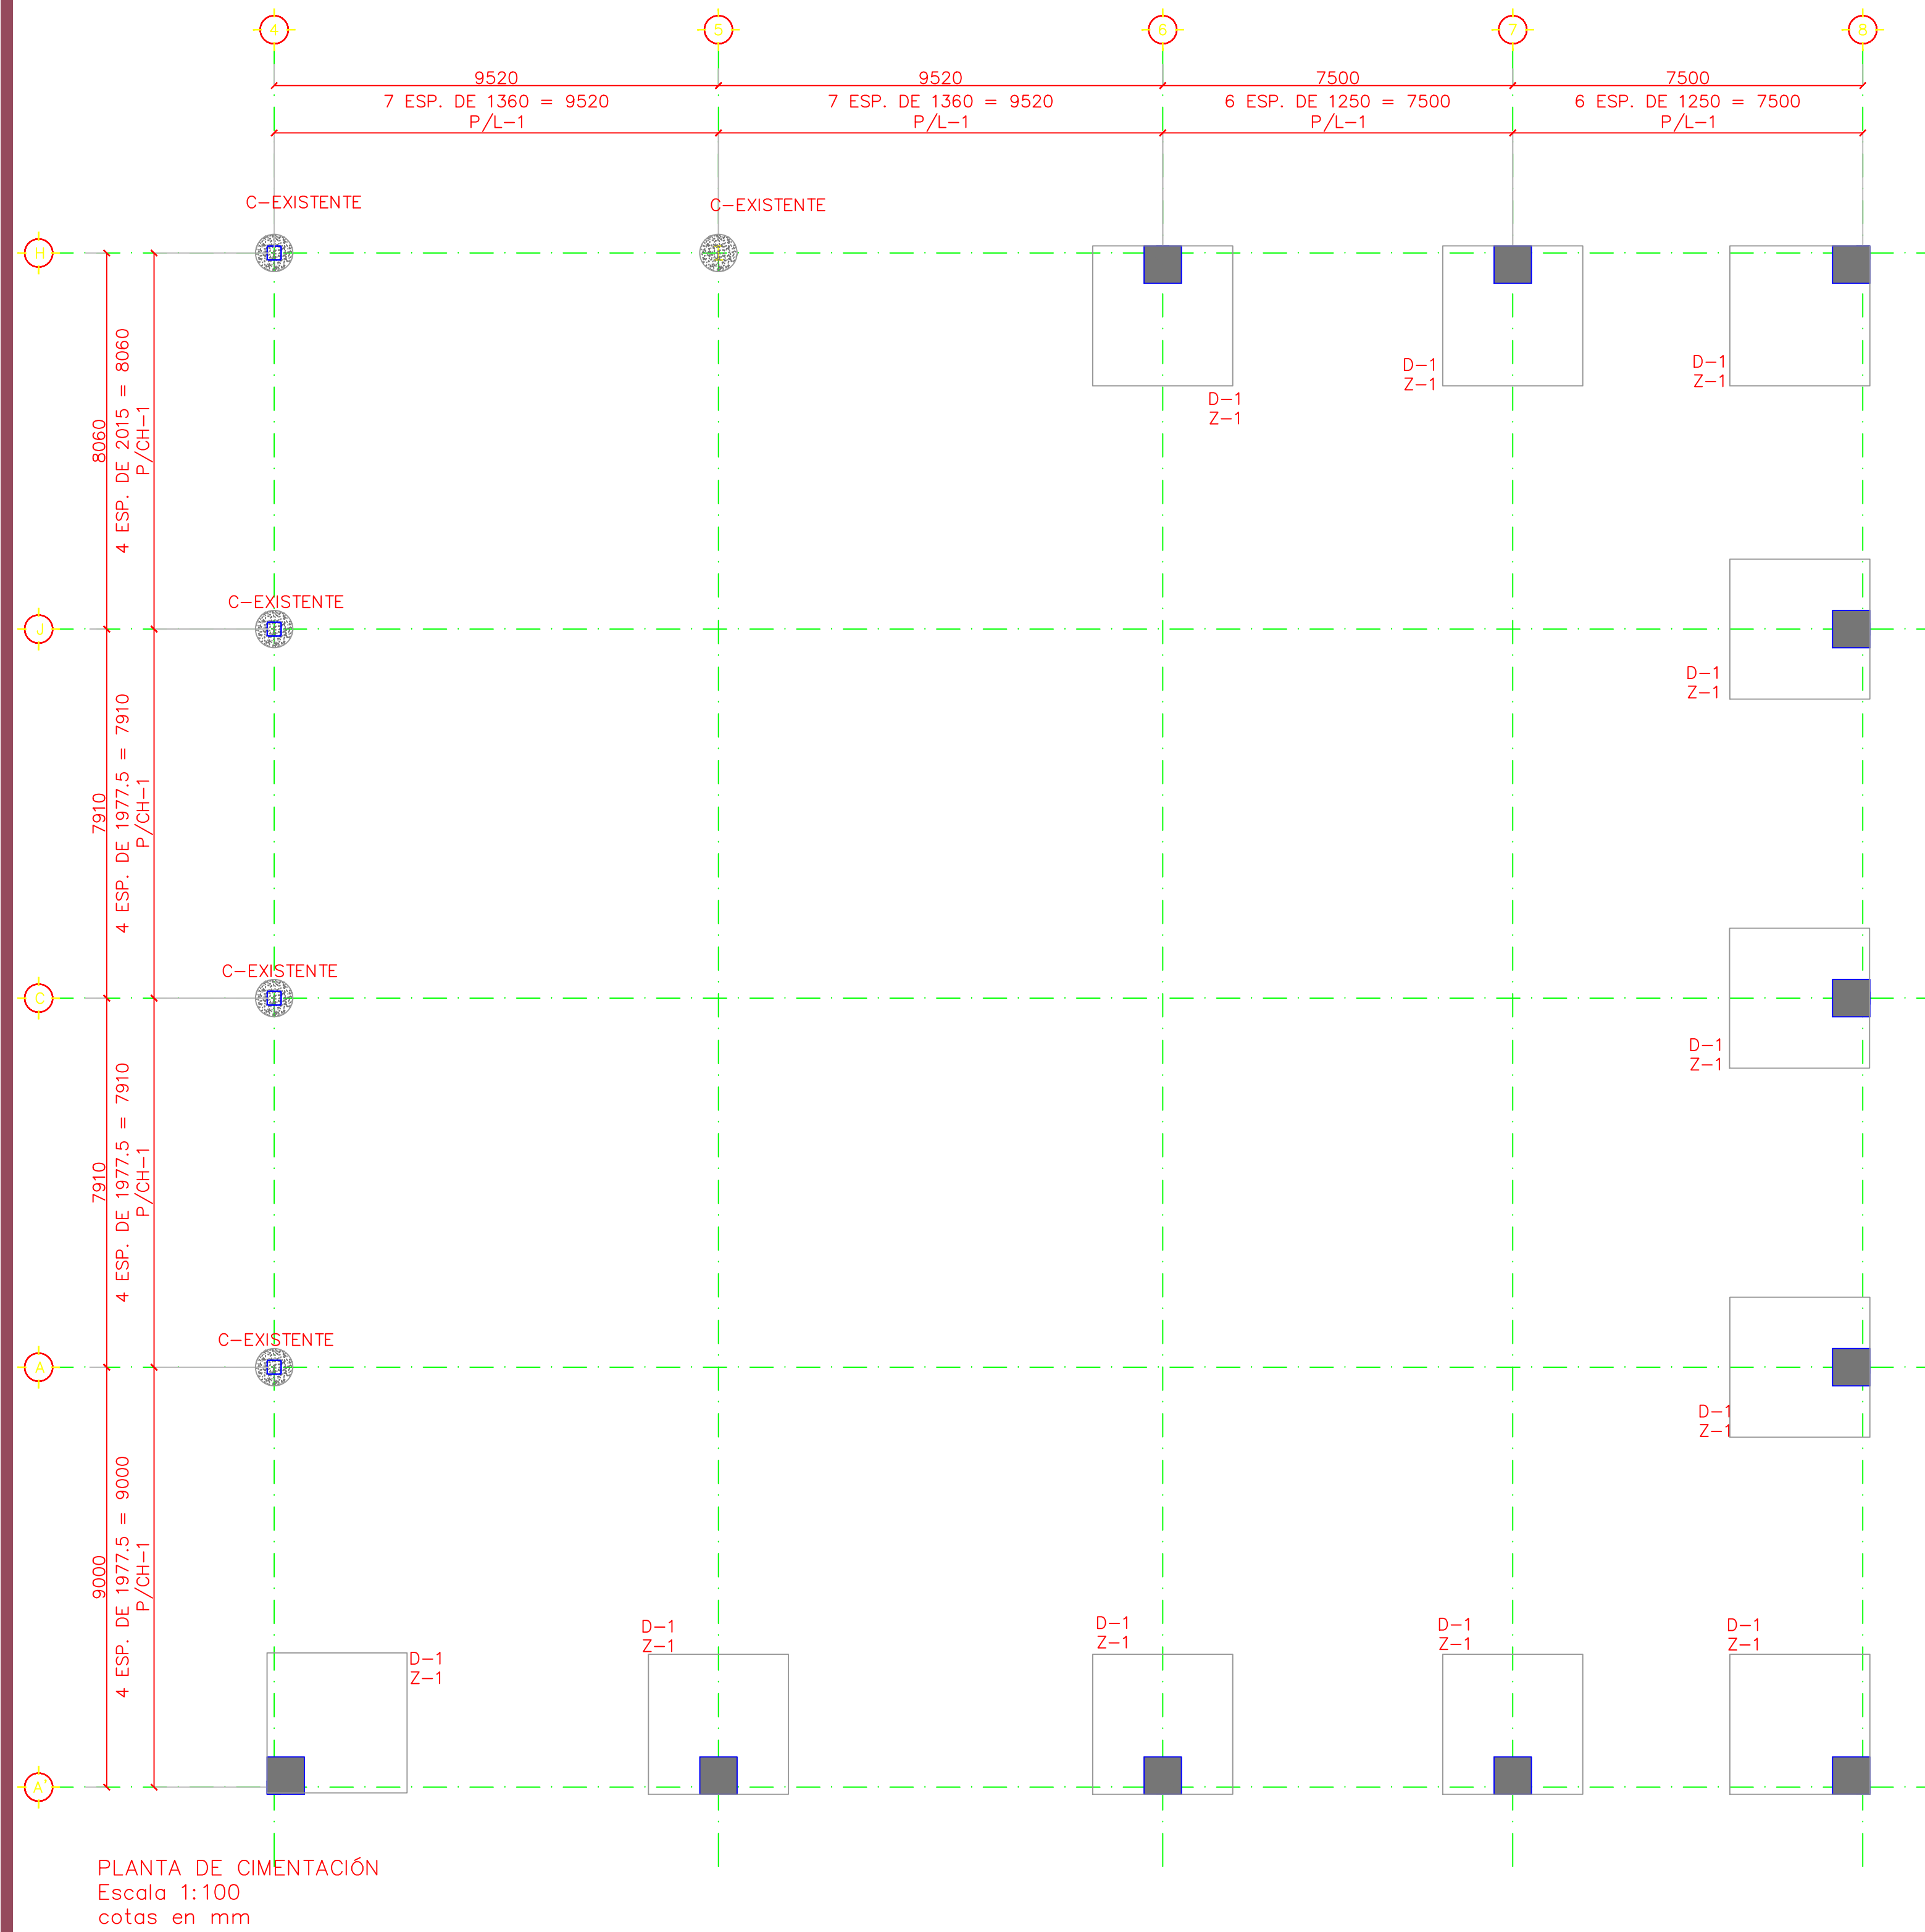 4
5
6
7
8
9520
9520
7500
7500
7 ESP. DE 1360 = 9520
7 ESP. DE 1360 = 9520
6 ESP. DE 1250 = 7500
6 ESP. DE 1250 = 7500
P/L-1
P/L-1
P/L-1
P/L-1
C-EXISTENTE
C-EXISTENTE
H
8060
4 ESP. DE 2015 = 8060
P/CH-1
D-1
Z-1
D-1
Z-1
D-1
Z-1
C-EXISTENTE
J
D-1
Z-1
7910
4 ESP. DE 1977.5 = 7910
P/CH-1
C-EXISTENTE
C
D-1
Z-1
7910
4 ESP. DE 1977.5 = 7910
P/CH-1
C-EXISTENTE
A
D-1
Z-1
9000
4 ESP. DE 1977.5 = 9000
P/CH-1
D-1
Z-1
D-1
Z-1
D-1
Z-1
D-1
Z-1
D-1
Z-1
A'
PLANTA DE CIMENTACIÓN
Escala 1:100
cotas en mm